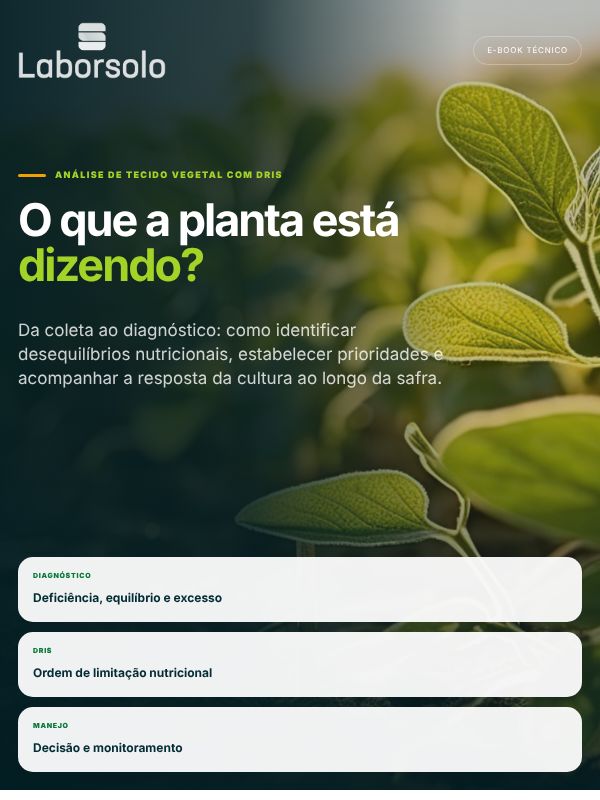 Laborsolo
E-BOOK TÉCNICO
ANÁLISE DE TECIDO VEGETAL COM DRIS
O que a planta está
dizendo?
Da coleta ao diagnóstico: como identificar
desequilíbrios nutricionais, estabelecer prioridades e
acompanhar a resposta da cultura ao longo da safra.
DIAGNÓSTICO
Deficiência, equilíbrio e excesso
DRIS
Ordem de limitação nutricional
MANEJO
Decisão e monitoramento